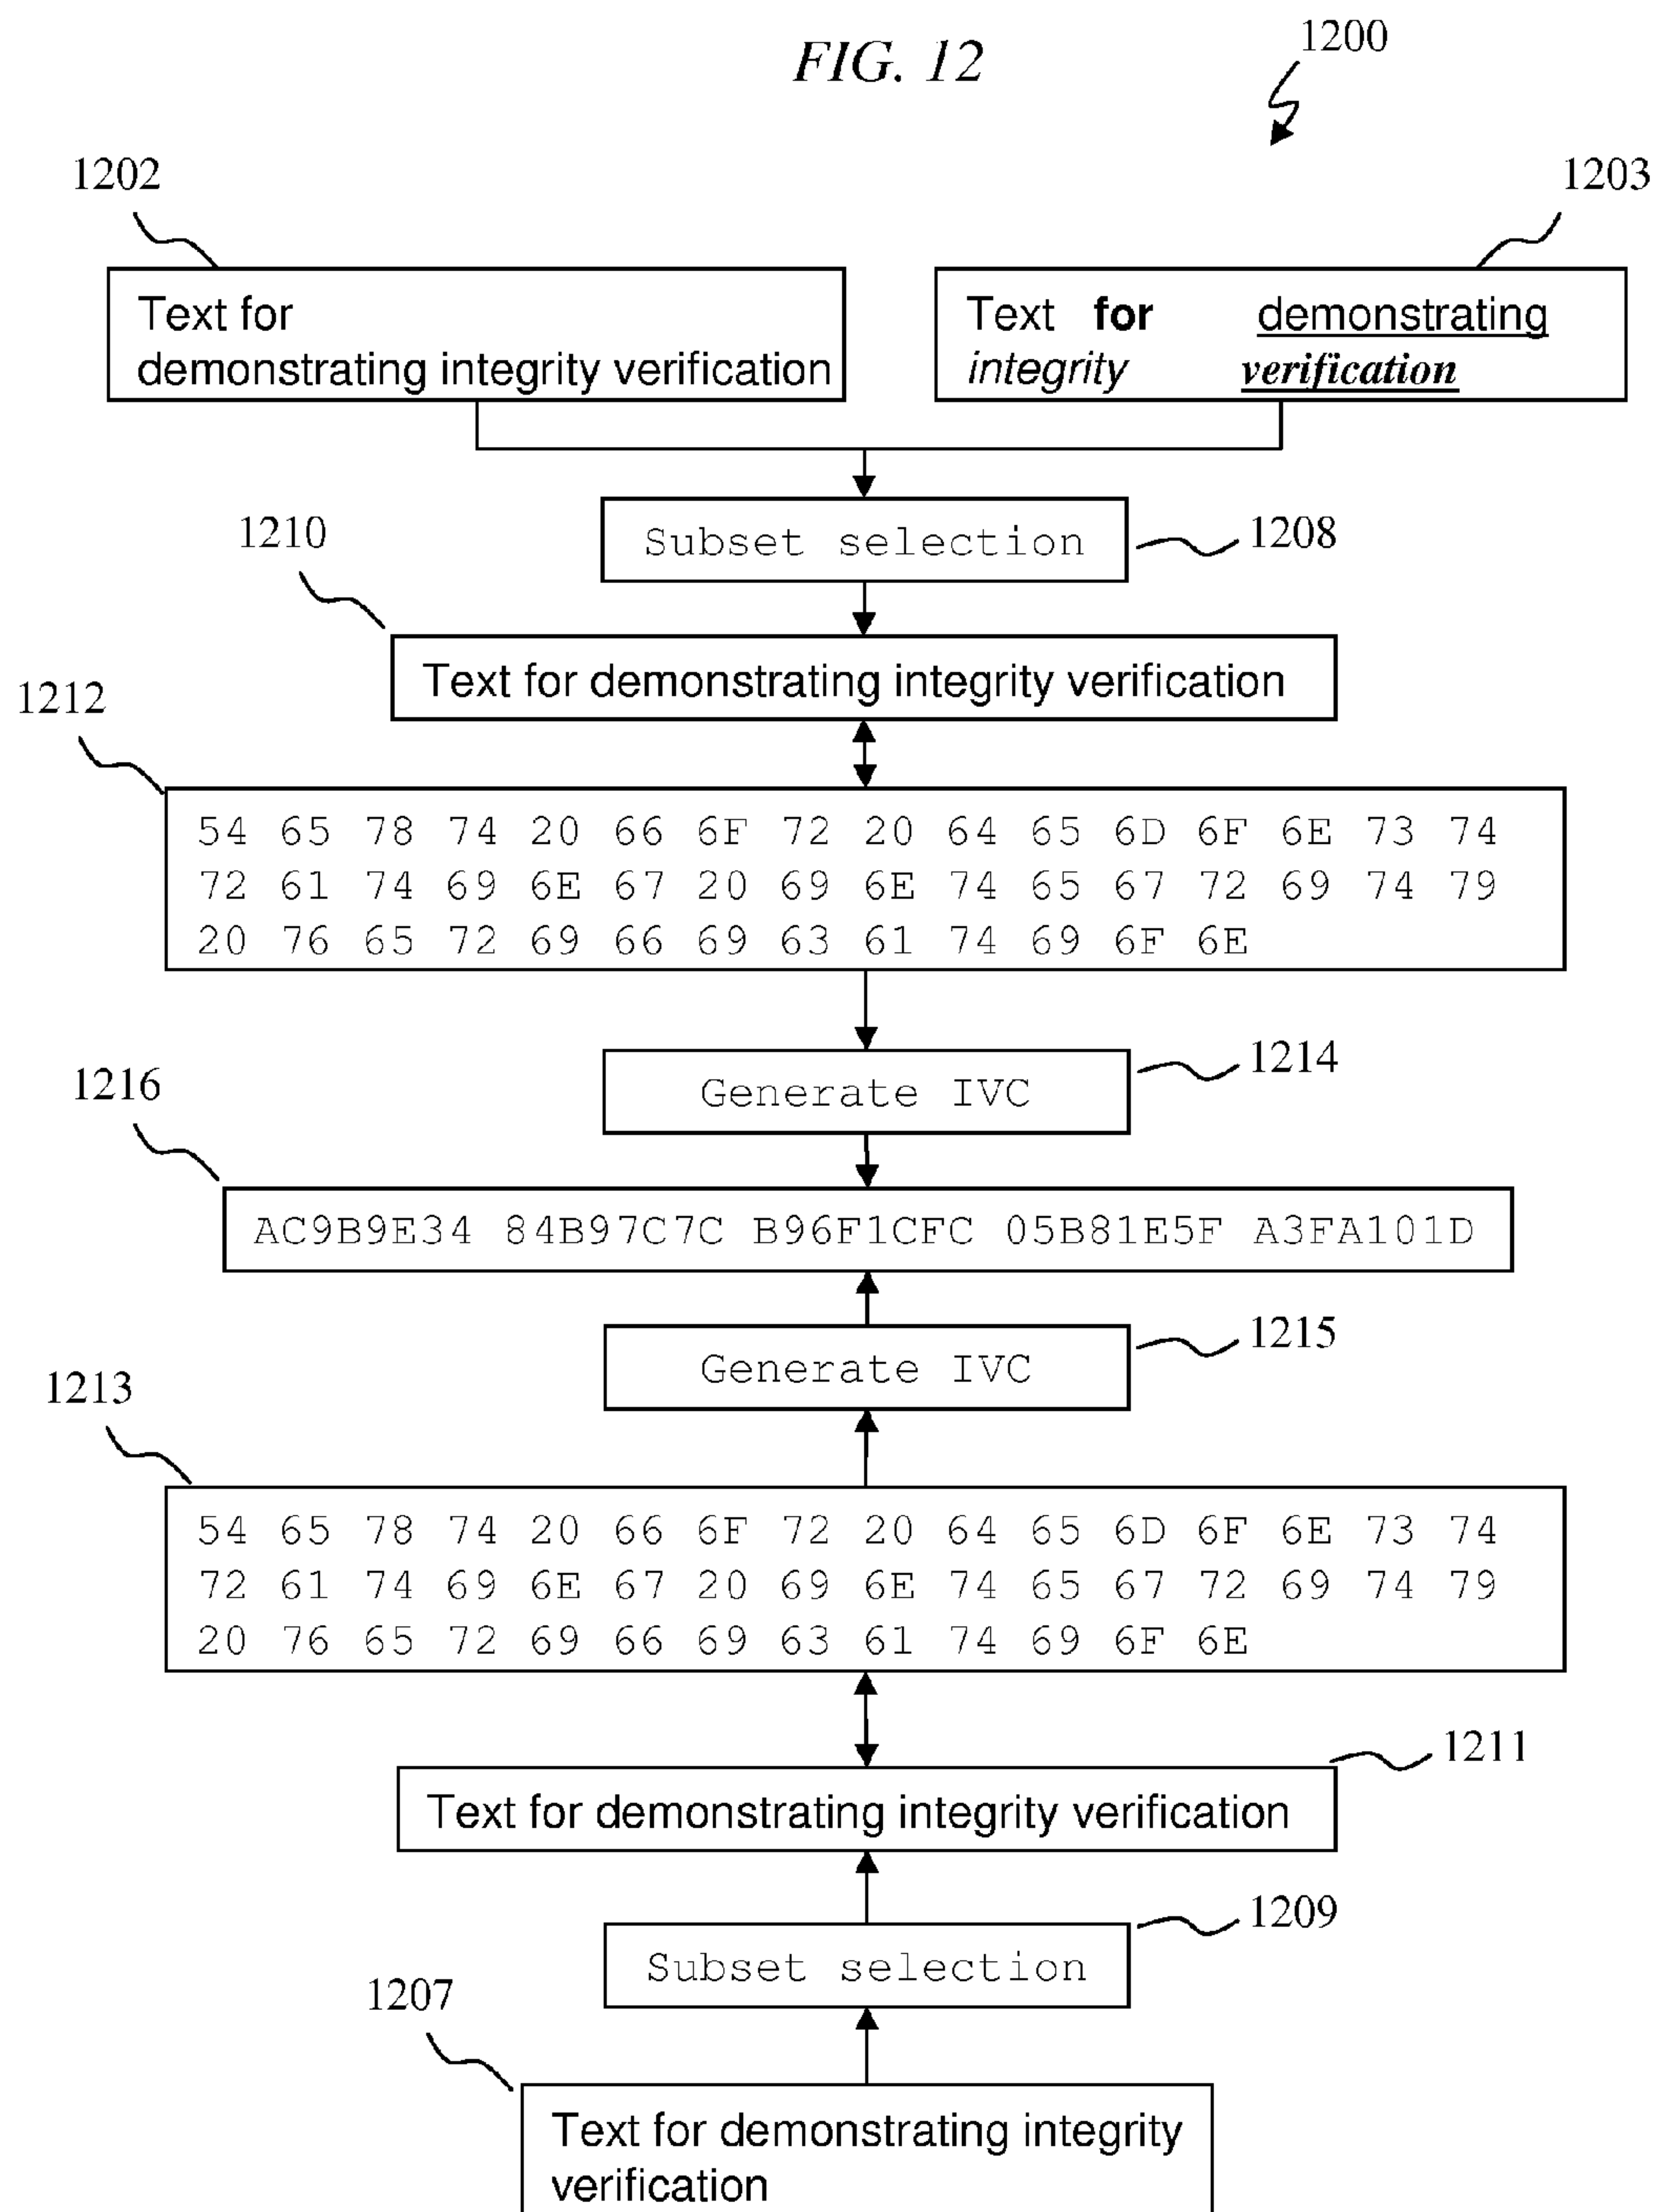 FIG. 12
1200
1202
1203
Text for
demonstrating integrity verification
Text for demonstrating
integrity verification
Subset selection
1208
1210
Text for demonstrating integrity verification
1212
54 65 78 74 20 66 6F 72 20 64 65 6D 6F 6E 73 74
72 61 74 69 6E 67 20 69 6E 74 65 67 72 69 74 79
20 76 65 72 69 66 69 63 61 74 69 6F 6E
Generate IVC
1214
1216
AC9B9E34 84B97C7C B96F1CFC 05B81E5F A3FA101D
Generate IVC
1215
1213
54 65 78 74 20 66 6F 72 20 64 65 6D 6F 6E 73 74
72 61 74 69 6E 67 20 69 6E 74 65 67 72 69 74 79
20 76 65 72 69 66 69 63 61 74 69 6F 6E
1211
Text for demonstrating integrity verification
Subset selection
1209
1207
Text for demonstrating integrity
verification